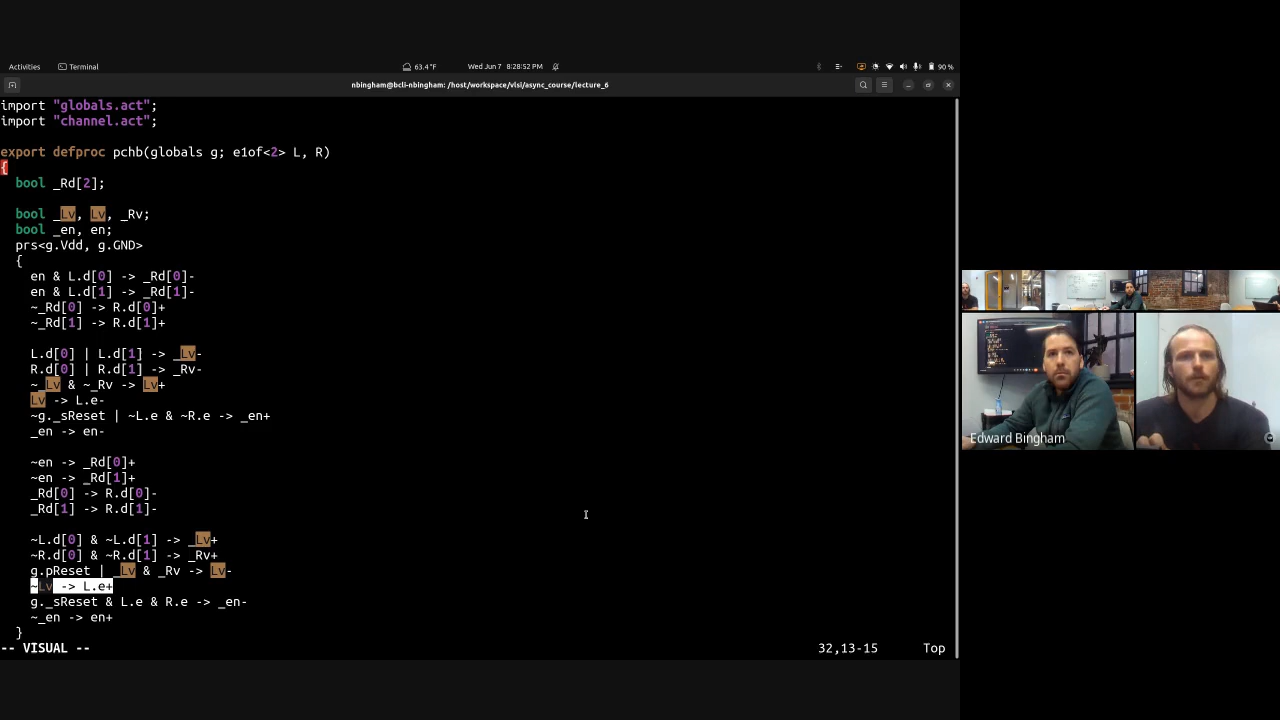 Activities
Terminal
63.4 °F
Wed Jun 7 8:28:52 PM
90 %
nbingham@bcli-nbingham: /host/workspace/vlsi/async_course/lecture_6
import "globals.act";
import "channel.act";
export defproc pchb(globals g; e1of<2> L, R)
{
bool _Rd[2];
bool _Lv, Lv, _Rv;
bool _en, en;
prs<g.Vdd, g.GND>
{
en & L.d[0] -> _Rd[0]-
en & L.d[1] -> _Rd[1]-
~_Rd[0] -> R.d[0]+
~_Rd[1] -> R.d[1]+
L.d[0] | L.d[1] -> _Lv-
R.d[0] | R.d[1] -> _Rv-
~_Lv & ~_Rv -> Lv+
Lv -> L.e-
~g._sReset | ~L.e & ~R.e -> _en+
_en -> en-
~en -> _Rd[0]+
~en -> _Rd[1]+
_Rd[0] -> R.d[0]-
_Rd[1] -> R.d[1]-
~L.d[0] & ~L.d[1] -> _Lv+
~R.d[0] & ~R.d[1] -> _Rv+
g.pReset | _Lv & _Rv -> Lv-
~Lv -> L.e+
g._sReset & L.e & R.e -> _en-
~_en -> en+
}
-- VISUAL --
32,13-15
Top
Edward Bingham